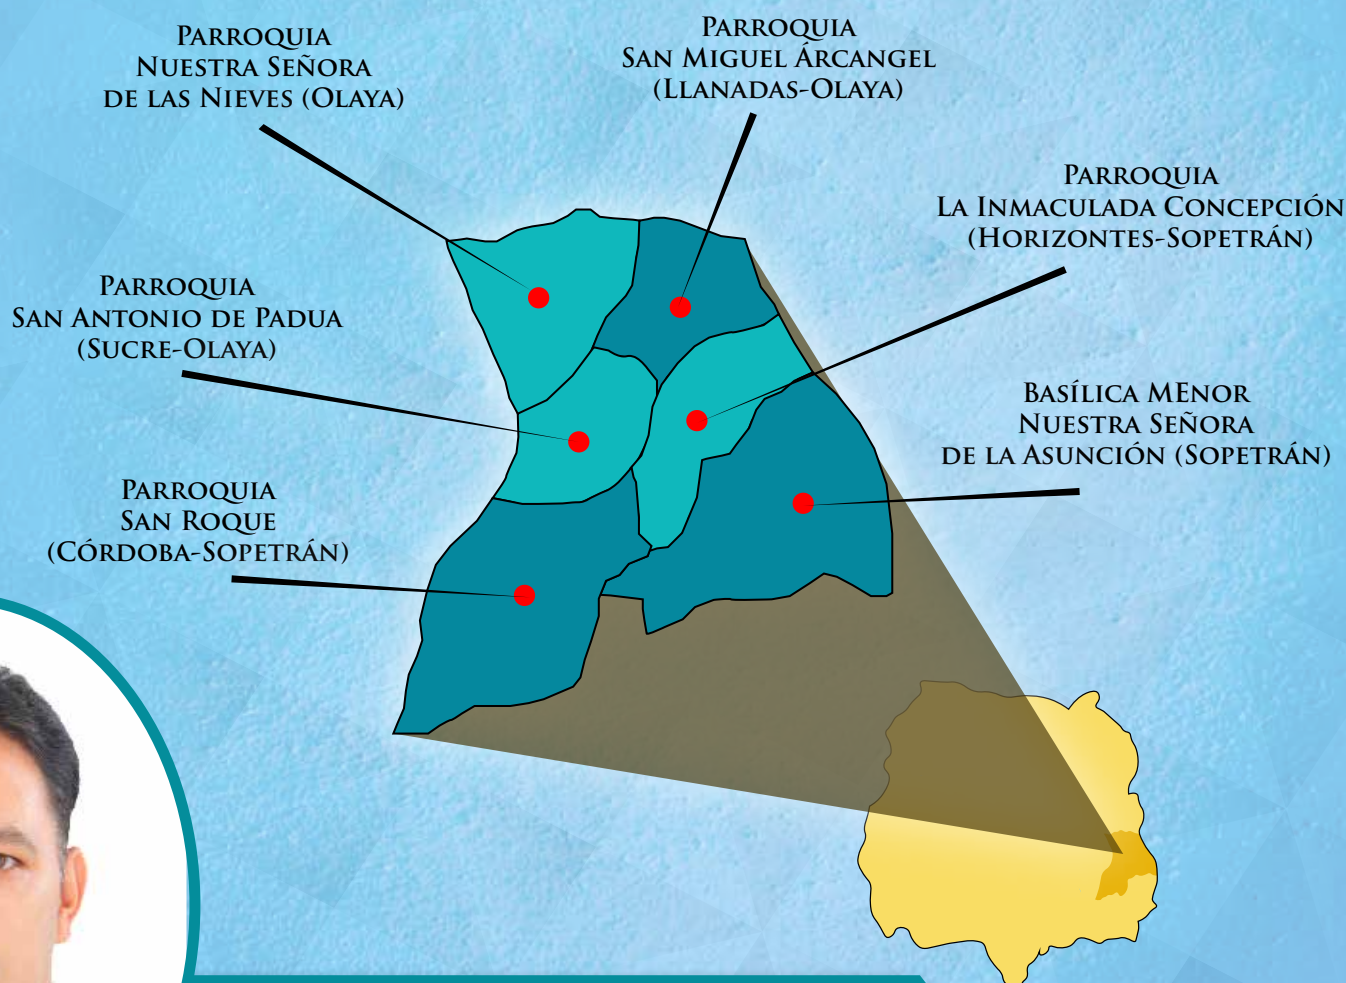 Parroquia
Nuestra Señora
de las Nieves (Olaya)
Parroquia
San Miguel Árcangel
(Llanadas-Olaya)
Parroquia
La Inmaculada Concepción
(Horizontes-Sopetrán)
Parroquia
San Antonio de Padua
(Sucre-Olaya)
Basílica MEnor
Nuestra Señora
de la Asunción (Sopetrán)
Parroquia
San Roque
(Córdoba-Sopetrán)